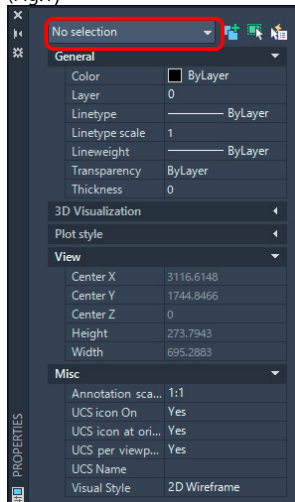 No selection
General
Color ByLayer
Layer 0
Linetype ByLayer
Linetype scale 1
Lineweight ByLayer
Transparency ByLayer
Thickness 0
3D Visualization
Plot style
View
Center X 3116.6148
Center Y 1744.8466
Center Z 0
Height 273.7943
Width 695.2883
Misc
Annotation sca... 1:1
UCS icon On Yes
UCS icon at ori... Yes
UCS per viewp... Yes
UCS Name
Visual Style 2D Wireframe
PROPERTIES